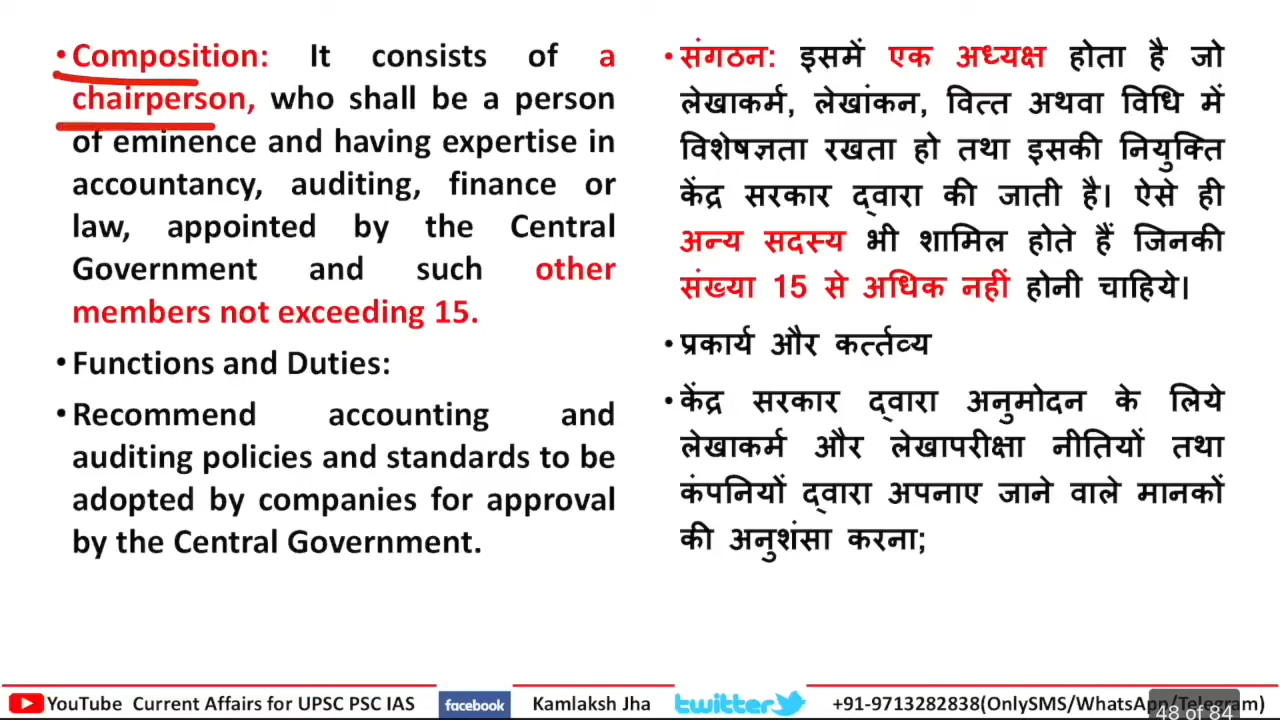 • Composition: It consists of a
chairperson, who shall be a person
of eminence and having expertise in
accountancy, auditing, finance or
law, appointed by the Central
Government and such other
members not exceeding 15.
• Functions and Duties:
• Recommend accounting and
auditing policies and standards to be
adopted by companies for approval
by the Central Government.
• संगठन: इसमें एक अध्यक्ष होता है जो
लेखाकर्म, लेखांकन, वित्त अथवा विधि में
विशेषज्ञता रखता हो तथा इसकी नियुक्ति
केंद्र सरकार द्वारा की जाती है। ऐसे ही
अन्य सदस्य भी शामिल होते हैं जिनकी
संख्या 15 से अधिक नहीं होनी चाहिये।
• प्रकार्य और कर्त्तव्य
• केंद्र सरकार द्वारा अनुमोदन के लिये
लेखाकर्म और लेखापरीक्षा नीतियों तथा
कंपनियों द्वारा अपनाए जाने वाले मानकों
की अनुशंसा करना;
YouTube Current Affairs for UPSC PSC IAS facebook Kamlaksh Jha twitter +91-9713282838(OnlySMS/WhatsApp/Telegram)
48 of 84